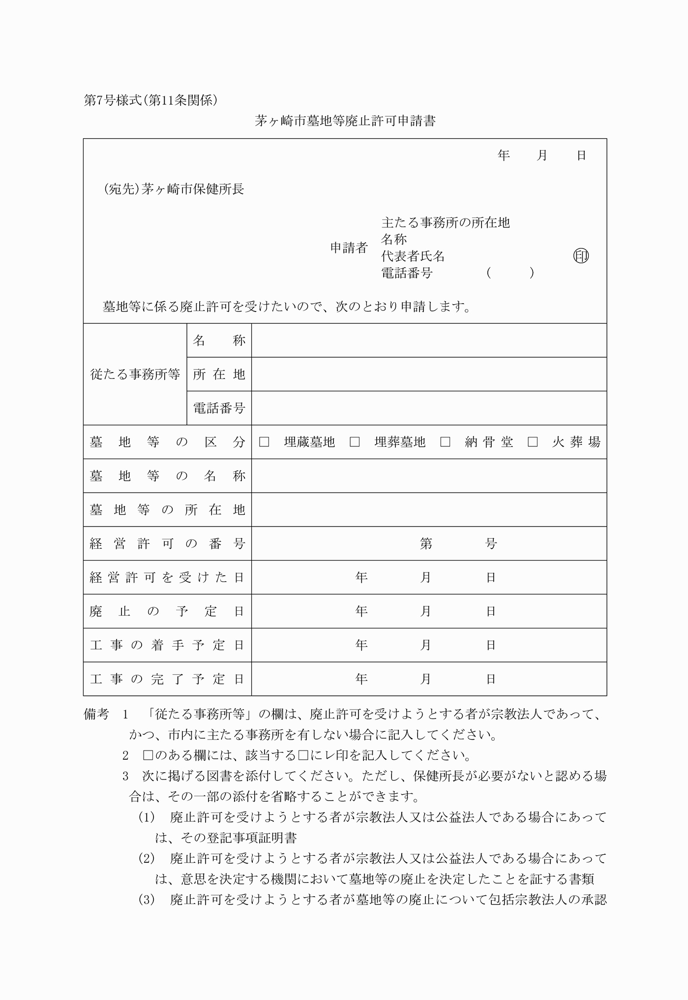 第7号様式(第11条関係)
茅ヶ崎市墓地等廃止許可申請書
年　　月　　日
(宛先)茅ヶ崎市保健所長
主たる事務所の所在地
名称
申請者
代表者氏名　㊞
電話番号　　(　　)
墓地等に係る廃止許可を受けたいので、次のとおり申請します。
従たる事務所等
名称
所在地
電話番号
墓地等の区分　□　埋蔵墓地　□　埋葬墓地　□　納骨堂　□　火葬場
墓地等の名称
墓地等の所在地
経営許可の番号　第　　号
経営許可を受けた日　年　　月　　日
廃止の予定日　年　　月　　日
工事の着手予定日　年　　月　　日
工事の完了予定日　年　　月　　日
備考　1　「従たる事務所等」の欄は、廃止許可を受けようとする者が宗教法人であって、
かつ、市内に主たる事務所を有しない場合に記入してください。
2　□のある欄には、該当する□にレ印を記入してください。
3　次に掲げる図書を添付してください。ただし、保健所長が必要がないと認める場
合は、その一部の添付を省略することができます。
(1)　廃止許可を受けようとする者が宗教法人又は公益法人である場合にあって
は、その登記事項証明書
(2)　廃止許可を受けようとする者が宗教法人又は公益法人である場合にあって
は、意思を決定する機関において墓地等の廃止を決定したことを証する書類
(3)　廃止許可を受けようとする者が墓地等の廃止について包括宗教法人の承認